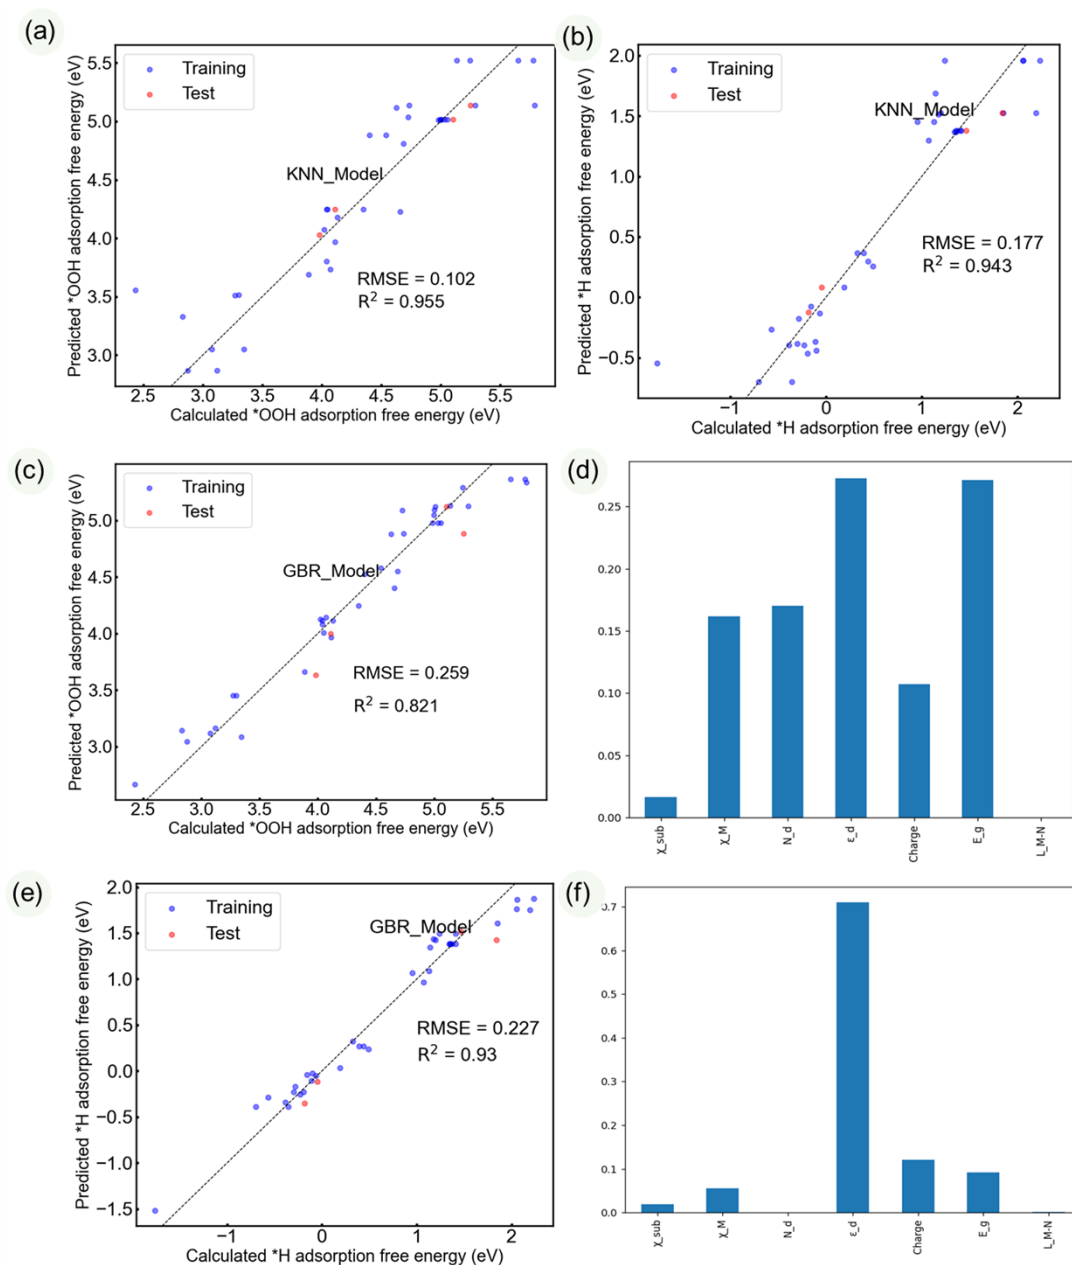 (a)
Training
Test
KNN_Model
RMSE = 0.102
R² = 0.955
5.5
5.0
4.5
4.0
3.5
3.0
2.5 3.0 3.5 4.0 4.5 5.0 5.5
Predicted *OOH adsorption free energy (eV)
Calculated *OOH adsorption free energy (eV)
(b)
Training
Test
KNN_Model
RMSE = 0.177
R² = 0.943
2.0
1.5
1.0
0.5
0.0
−0.5
−1 0 1 2
Predicted *H adsorption free energy (eV)
Calculated *H adsorption free energy (eV)
(c)
Training
Test
GBR_Model
RMSE = 0.259
R² = 0.821
5.0
4.5
4.0
3.5
3.0
2.5 3.0 3.5 4.0 4.5 5.0 5.5
Predicted *OOH adsorption free energy (eV)
Calculated *OOH adsorption free energy (eV)
(d)
0.25
0.20
0.15
0.10
0.05
0.00
χ_sub χ_M N_d ε_d Charge E_g L_M-N
(e)
Training
Test
GBR_Model
RMSE = 0.227
R² = 0.93
2.0
1.5
1.0
0.5
0.0
−0.5
−1.0
−1.5
−1 0 1 2
Predicted *H adsorption free energy (eV)
Calculated *H adsorption free energy (eV)
(f)
0.7
0.6
0.5
0.4
0.3
0.2
0.1
0.0
χ_sub χ_M N_d ε_d Charge E_g L_M-N